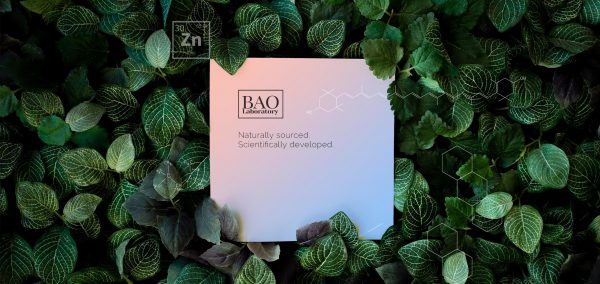 30
Zn
BAO
Laboratory
Naturally sourced.
Scientifically developed.